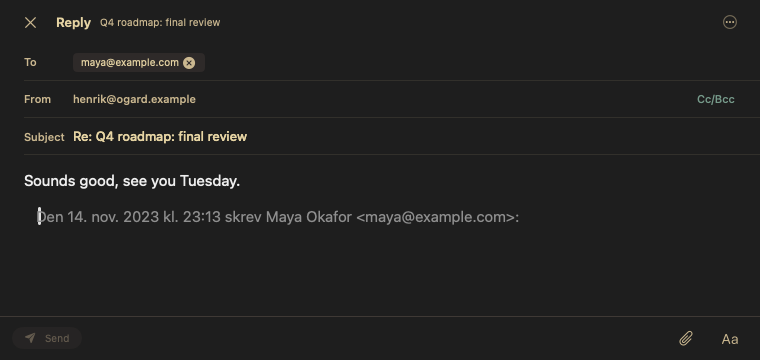 Reply Q4 roadmap: final review
To maya@example.com
From henrik@ogard.example Cc/Bcc
Subject Re: Q4 roadmap: final review
Sounds good, see you Tuesday.
Den 14. nov. 2023 kl. 23:13 skrev Maya Okafor <maya@example.com>:
Send Aa